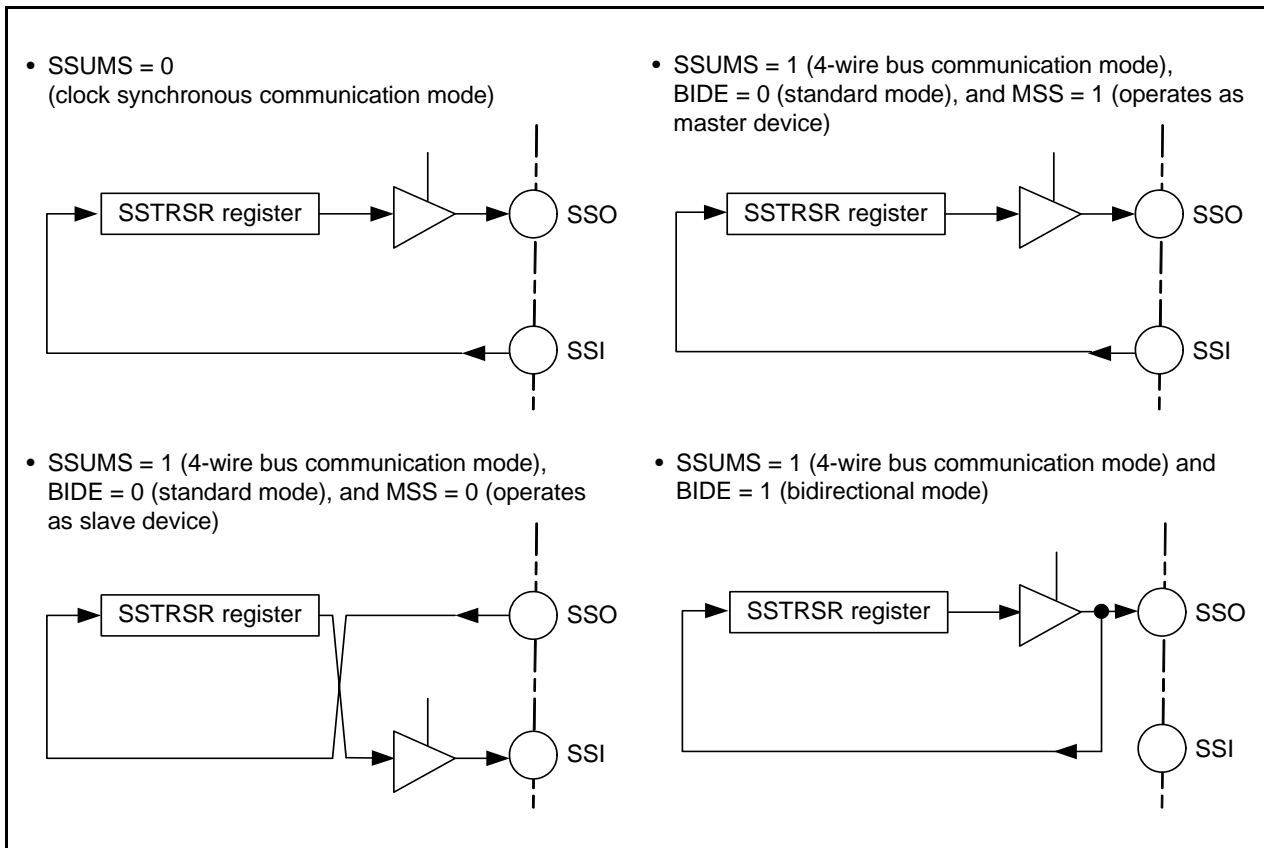 • SSUMS = 0
(clock synchronous communication mode)
SSTRSR register
SSO
SSI
• SSUMS = 1 (4-wire bus communication mode),
BIDE = 0 (standard mode), and MSS = 1 (operates as
master device)
SSTRSR register
SSO
SSI
• SSUMS = 1 (4-wire bus communication mode),
BIDE = 0 (standard mode), and MSS = 0 (operates
as slave device)
SSTRSR register
SSO
SSI
• SSUMS = 1 (4-wire bus communication mode) and
BIDE = 1 (bidirectional mode)
SSTRSR register
SSO
SSI